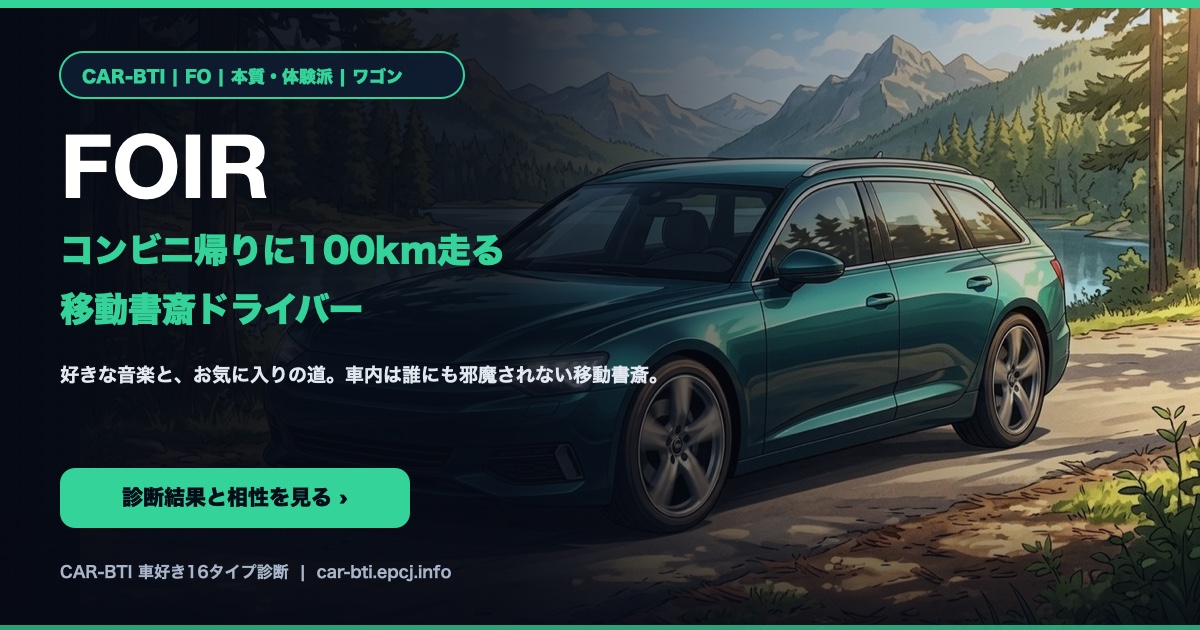 CAR-BTI | FO | 本質・体験派 | ワゴン
FOIR
コンビニ帰りに100km走る
移動書斎ドライバー
好きな音楽と、お気に入りの道。車内は誰にも邪魔されない移動書斎。
診断結果と相性を見る ›
CAR-BTI 車好き16タイプ診断 | car-bti.epcj.info